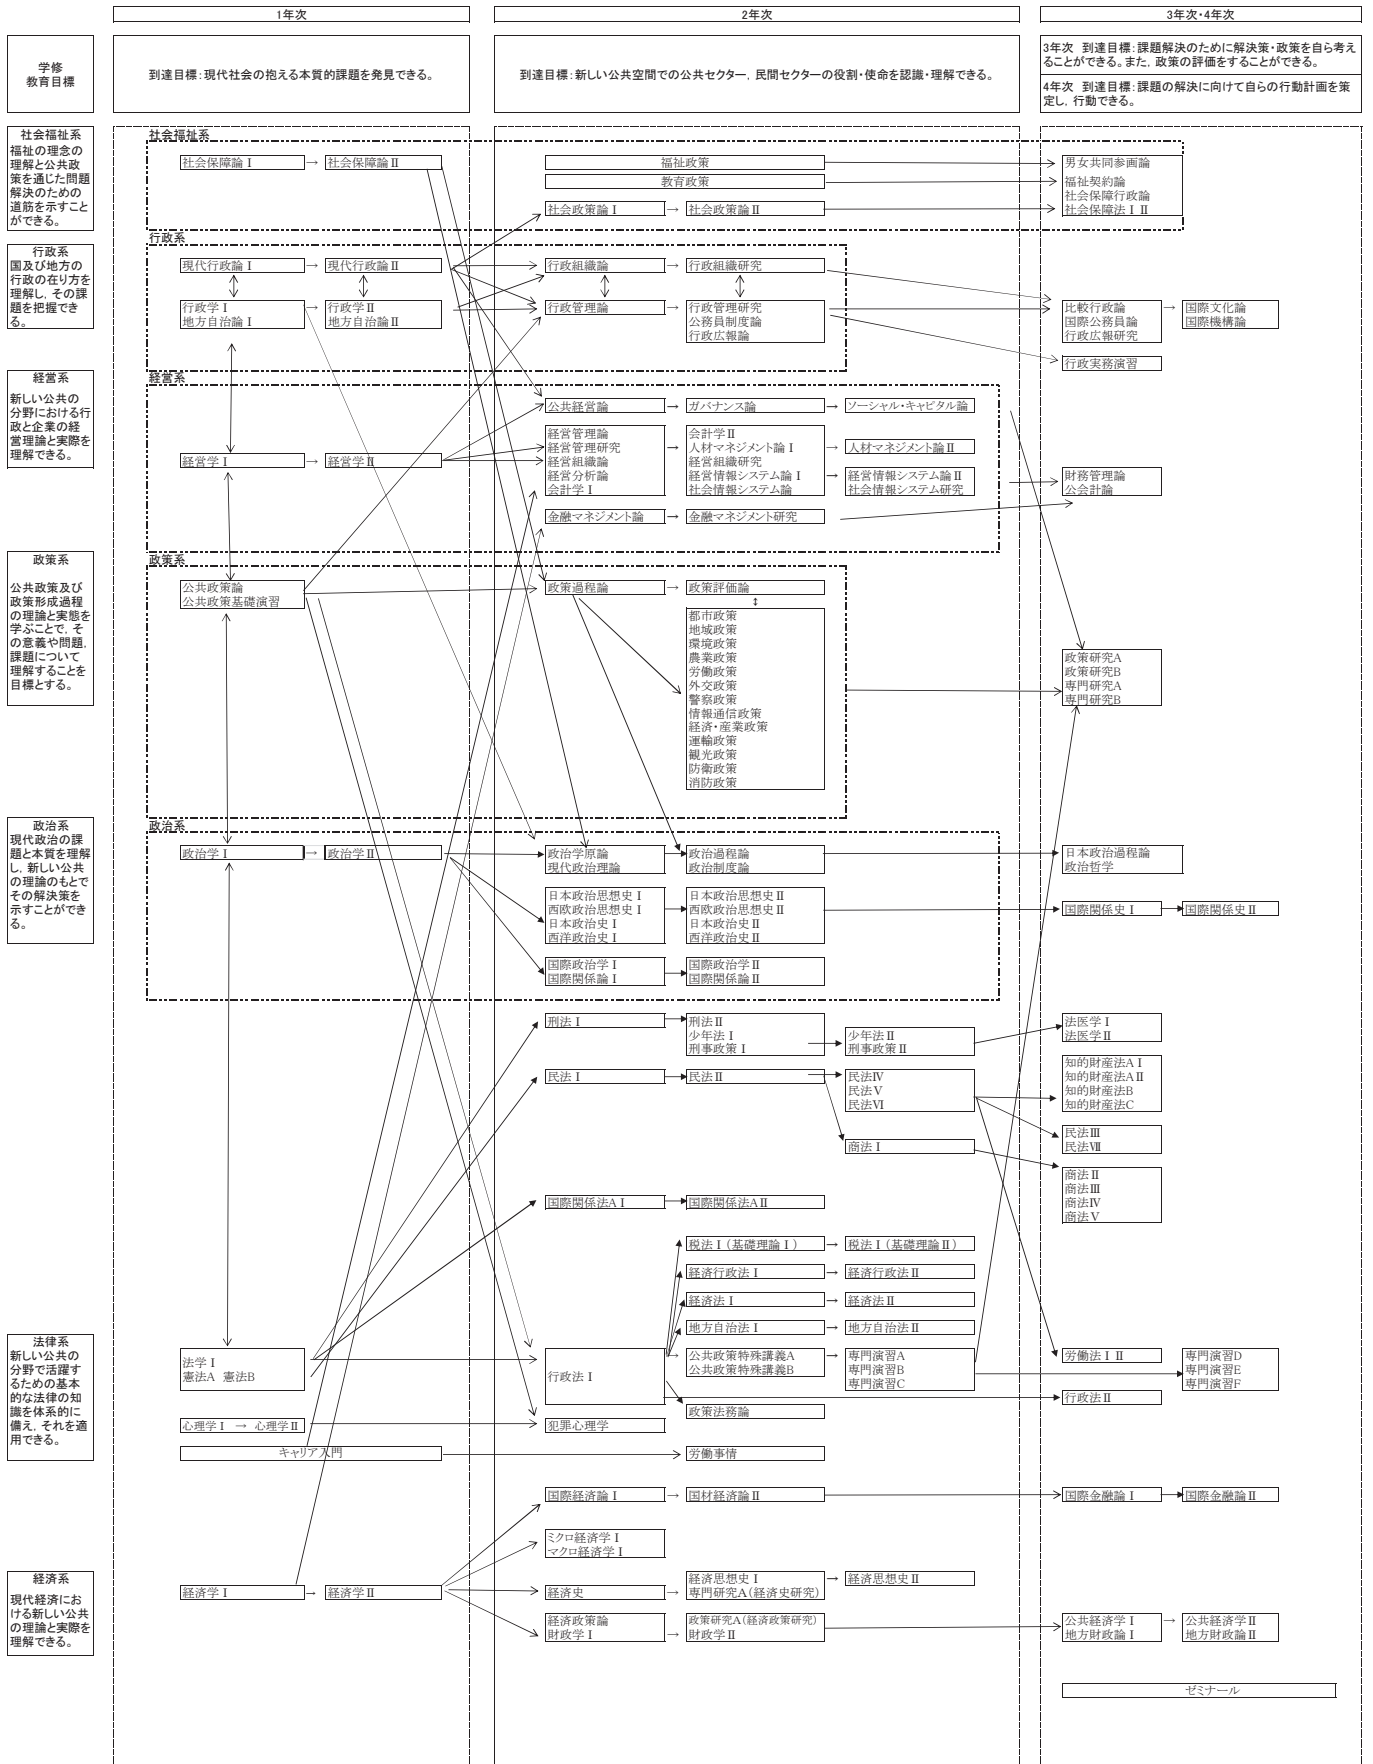 1年次
2年次
3年次・4年次
学修
教育目標
到達目標：現代社会の抱える本質的課題を発見できる。
到達目標：新しい公共空間での公共セクター，民間セクターの役割・使命を認識・理解できる。
3年次　到達目標：課題解決のために解決策・政策を自ら考え
ることができる。また，政策の評価をすることができる。
4年次　到達目標：課題の解決に向けて自らの行動計画を策
定し，行動できる。
社会福祉系
福祉の理念の
理解と公共政
策を通じた問題
解決のための
道筋を示すこと
ができる。
社会福祉系
社会保障論Ⅰ → 社会保障論Ⅱ
福祉政策
男女共同参画論
教育政策
福祉契約論
社会保障行政論
社会政策論Ⅰ → 社会政策論Ⅱ
社会保障法ⅠⅡ
行政系
国及び地方の
行政の在り方を
理解し，その課
題を把握でき
る。
行政系
現代行政論Ⅰ → 現代行政論Ⅱ
行政組織論 → 行政組織研究
行政学Ⅰ → 行政学Ⅱ
地方自治論Ⅰ 地方自治論Ⅱ
行政管理論 → 行政管理研究
公務員制度論
行政広報論
比較行政論 → 国際文化論
国際公務員論 国際機構論
行政広報研究
行政実務演習
経営系
新しい公共の
分野における行
政と企業の経
営理論と実際を
理解できる。
経営系
公共経営論 → ガバナンス論 → ソーシャル・キャピタル論
経営学Ⅰ → 経営学Ⅱ
経営管理論 会計学Ⅱ
経営管理研究 → 人材マネジメント論Ⅰ → 人材マネジメント論Ⅱ
経営組織論 経営組織研究
経営分析論 経営情報システム論Ⅰ → 経営情報システム論Ⅱ
会計学Ⅰ 社会情報システム論 社会情報システム研究
財務管理論
公会計論
金融マネジメント論 → 金融マネジメント研究
政策系
公共政策及び
政策形成過程
の理論と実態を
学ぶことで，そ
の意義や問題，
課題について
理解することを
目標とする。
政策系
公共政策論
公共政策基礎演習
政策過程論 → 政策評価論
都市政策
地域政策
環境政策
農業政策
労働政策
外交政策
警察政策
情報通信政策
経済・産業政策
運輸政策
観光政策
防衛政策
消防政策
政策研究A
政策研究B
専門研究A
専門研究B
政治系
現代政治の課
題と本質を理解
し，新しい公共
の理論のもとで
その解決策を
示すことができ
る。
政治系
政治学Ⅰ → 政治学Ⅱ
政治学原論 政治過程論
現代政治理論 政治制度論
日本政治過程論
政治哲学
日本政治思想史Ⅰ 日本政治思想史Ⅱ
西欧政治思想史Ⅰ 西欧政治思想史Ⅱ
日本政治史Ⅰ 日本政治史Ⅱ
西洋政治史Ⅰ 西洋政治史Ⅱ
国際関係史Ⅰ 国際関係史Ⅱ
国際政治学Ⅰ 国際政治学Ⅱ
国際関係論Ⅰ 国際関係論Ⅱ
法律系
新しい公共の
分野で活躍す
るための基本
的な法律の知
識を体系的に
備え，それを適
用できる。
刑法Ⅰ 刑法Ⅱ
少年法Ⅰ 少年法Ⅱ
刑事政策Ⅰ 刑事政策Ⅱ
法医学Ⅰ
法医学Ⅱ
民法Ⅰ 民法Ⅱ 民法Ⅳ
民法Ⅴ
民法Ⅵ
知的財産法AⅠ
知的財産法AⅡ
知的財産法B
知的財産法C
民法Ⅲ
民法Ⅶ
商法Ⅰ
商法Ⅱ
商法Ⅲ
商法Ⅳ
商法Ⅴ
国際関係法AⅠ 国際関係法AⅡ
税法Ⅰ（基礎理論Ⅰ） → 税法Ⅰ（基礎理論Ⅱ）
経済行政法Ⅰ → 経済行政法Ⅱ
経済法Ⅰ → 経済法Ⅱ
地方自治法Ⅰ → 地方自治法Ⅱ
法学Ⅰ
憲法A　憲法B
行政法Ⅰ
公共政策特殊講義A → 専門演習A
公共政策特殊講義B 専門演習B
専門演習C
労働法ⅠⅡ 専門演習D
専門演習E
専門演習F
行政法Ⅱ
政策法務論
心理学Ⅰ → 心理学Ⅱ
犯罪心理学
キャリア入門
労働事情
経済系
現代経済にお
ける新しい公共
の理論と実際を
理解できる。
国際経済論Ⅰ → 国材経済論Ⅱ
国際金融論Ⅰ 国際金融論Ⅱ
ミクロ経済学Ⅰ
マクロ経済学Ⅰ
経済学Ⅰ → 経済学Ⅱ
経済史
経済思想史Ⅰ → 経済思想史Ⅱ
専門研究A（経済史研究）
経済政策論 政策研究A（経済政策研究）
財政学Ⅰ → 財政学Ⅱ
公共経済学Ⅰ → 公共経済学Ⅱ
地方財政論Ⅰ 地方財政論Ⅱ
ゼミナール